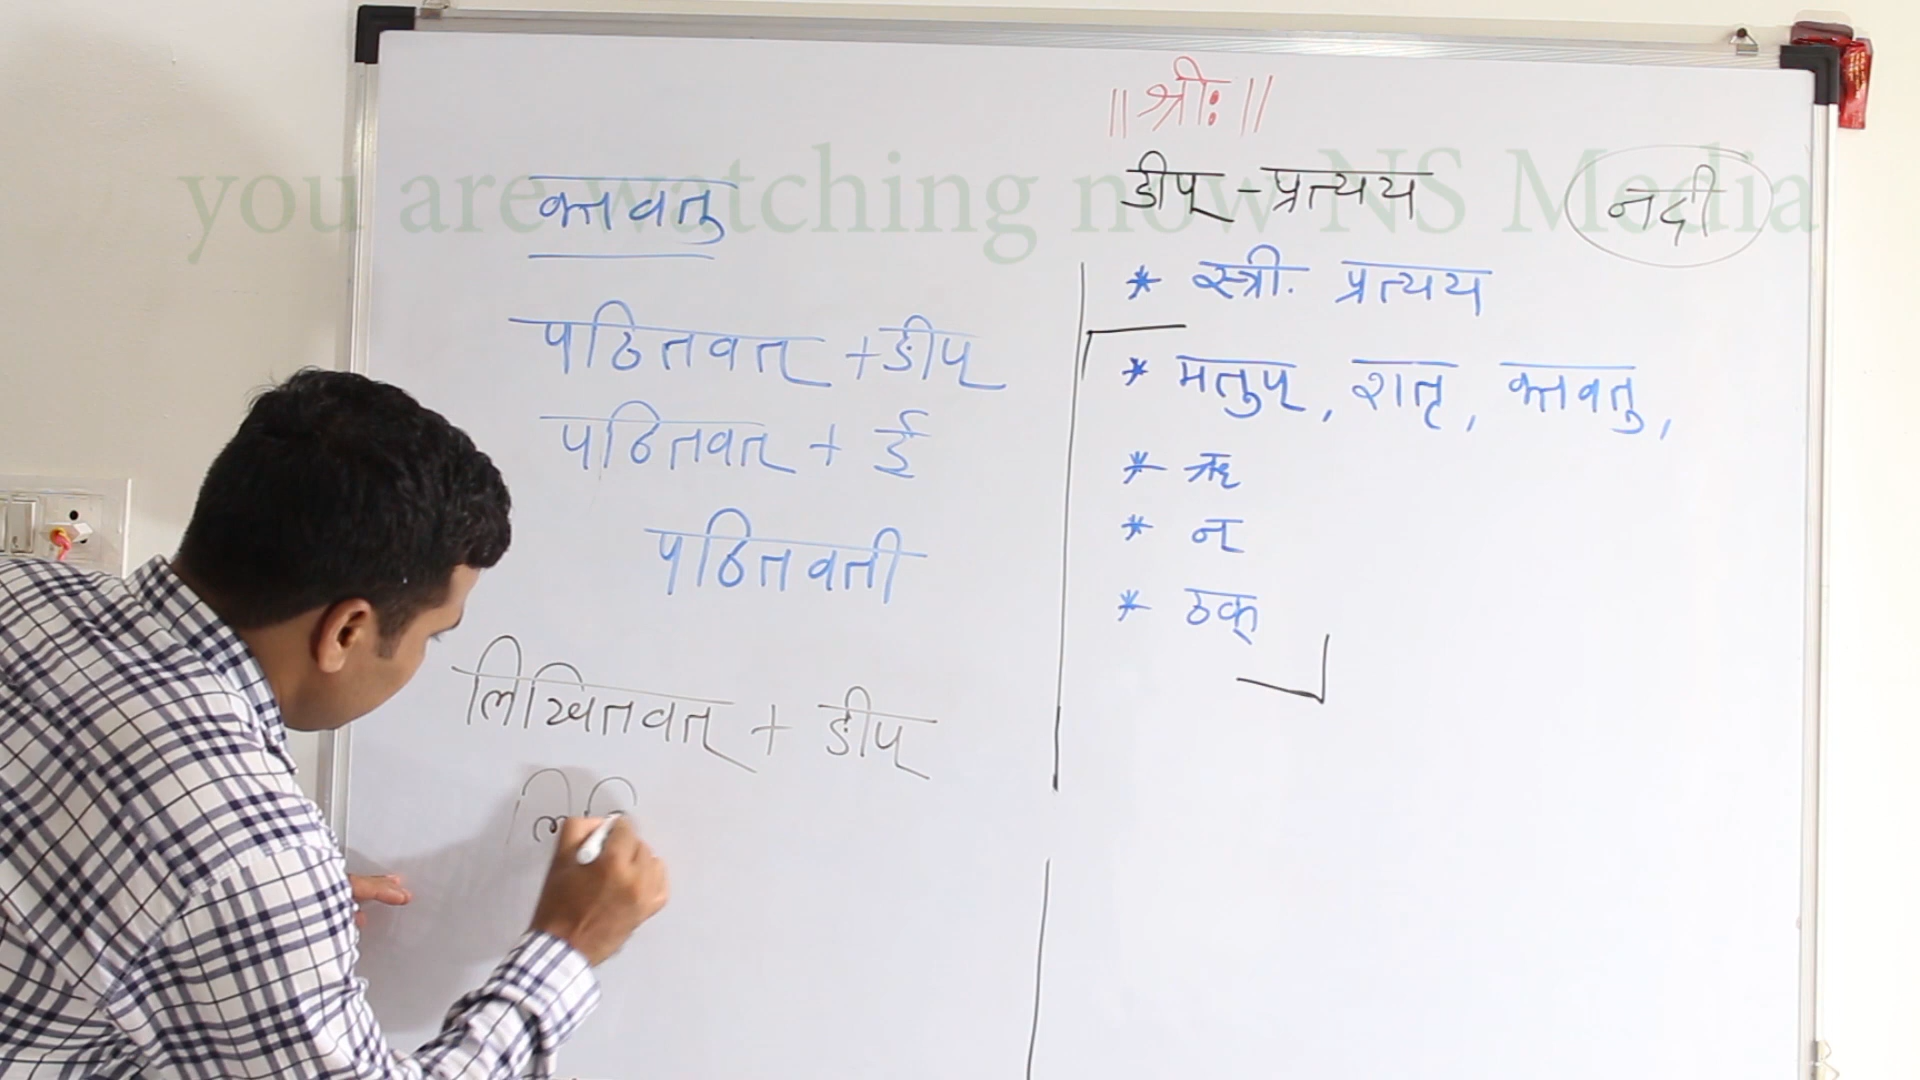 ॥ श्रीः ॥
you are watching now NS Media
ङीप् - प्रत्यय
नदी
* स्त्री. प्रत्यय
* मतुप्, शतृ, क्तवतु,
* ऋ
* न्
* ठक्
क्तवतु
पठितवत् + ङीप्
पठितवत् + ई
पठितवती
लिखितवत् + ङीप्